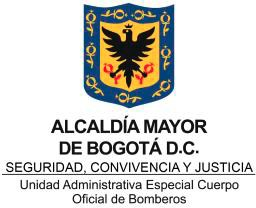 ALCALDÍA MAYOR
DE BOGOTÁ D.C.
SEGURIDAD, CONVIVENCIA Y JUSTICIA
Unidad Administrativa Especial Cuerpo
Oficial de Bomberos